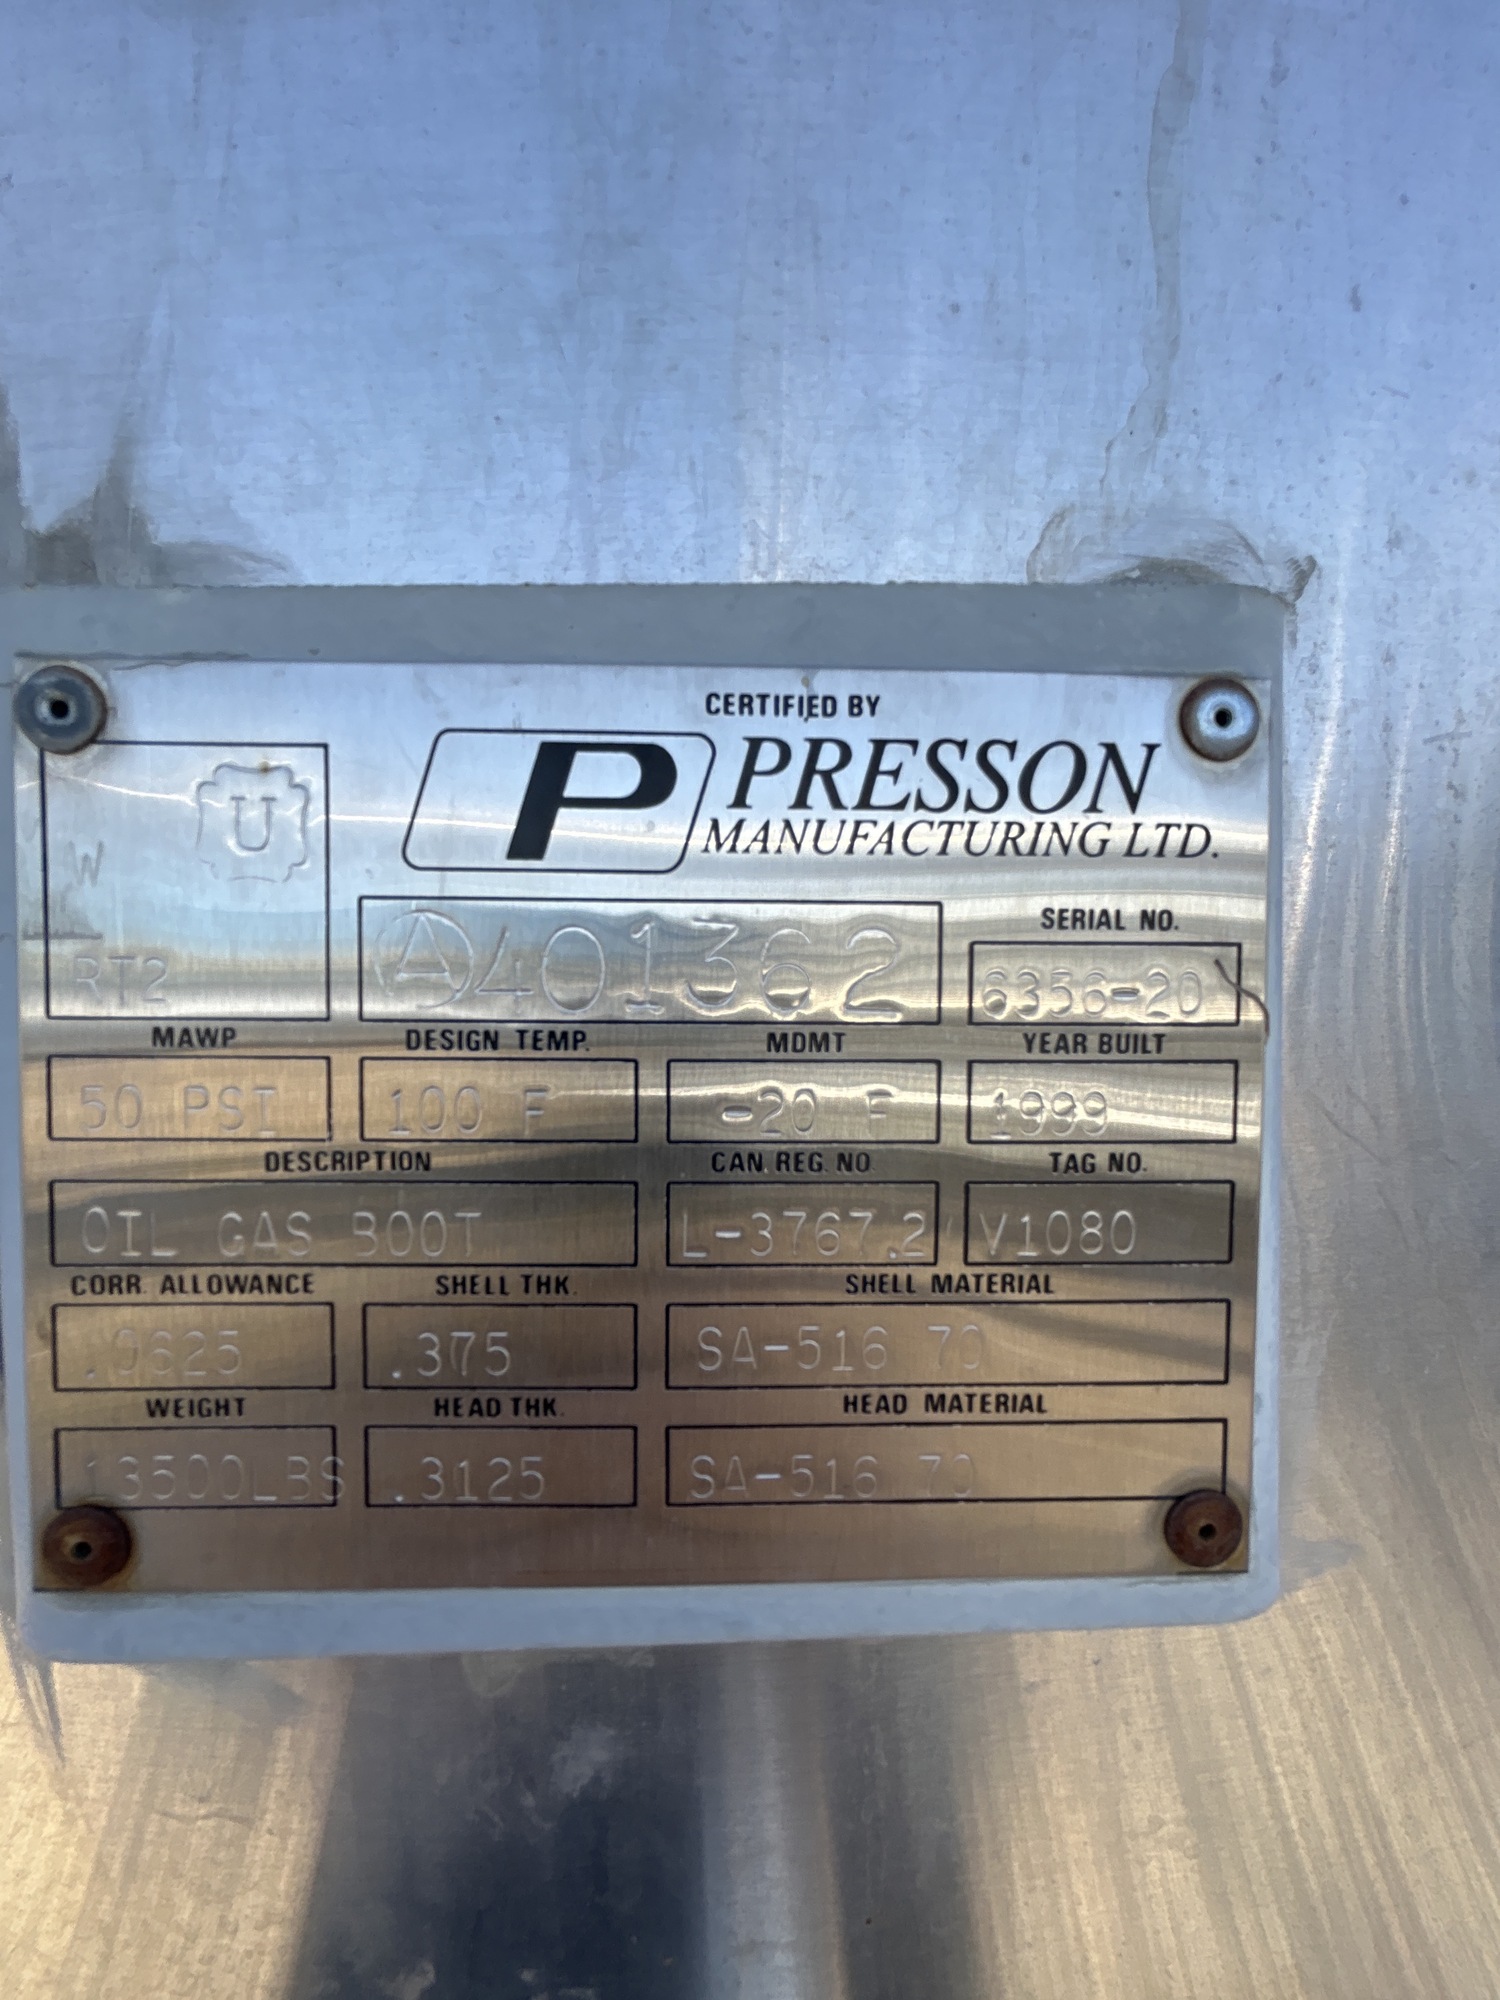 CERTIFIED BY
P PRESSON
MANUFACTURING LTD.
U
W
RT2
A401362
SERIAL NO.
6356-20
MAWP DESIGN TEMP. MDMT YEAR BUILT
50 PSI 100 F -20 F 1999
DESCRIPTION CAN. REG. NO. TAG NO.
OIL GAS BOOT L-3767.2 V1080
CORR. ALLOWANCE SHELL THK. SHELL MATERIAL
.0625 .375 SA-516 70
WEIGHT HEAD THK. HEAD MATERIAL
13500LBS .3125 SA-516 70